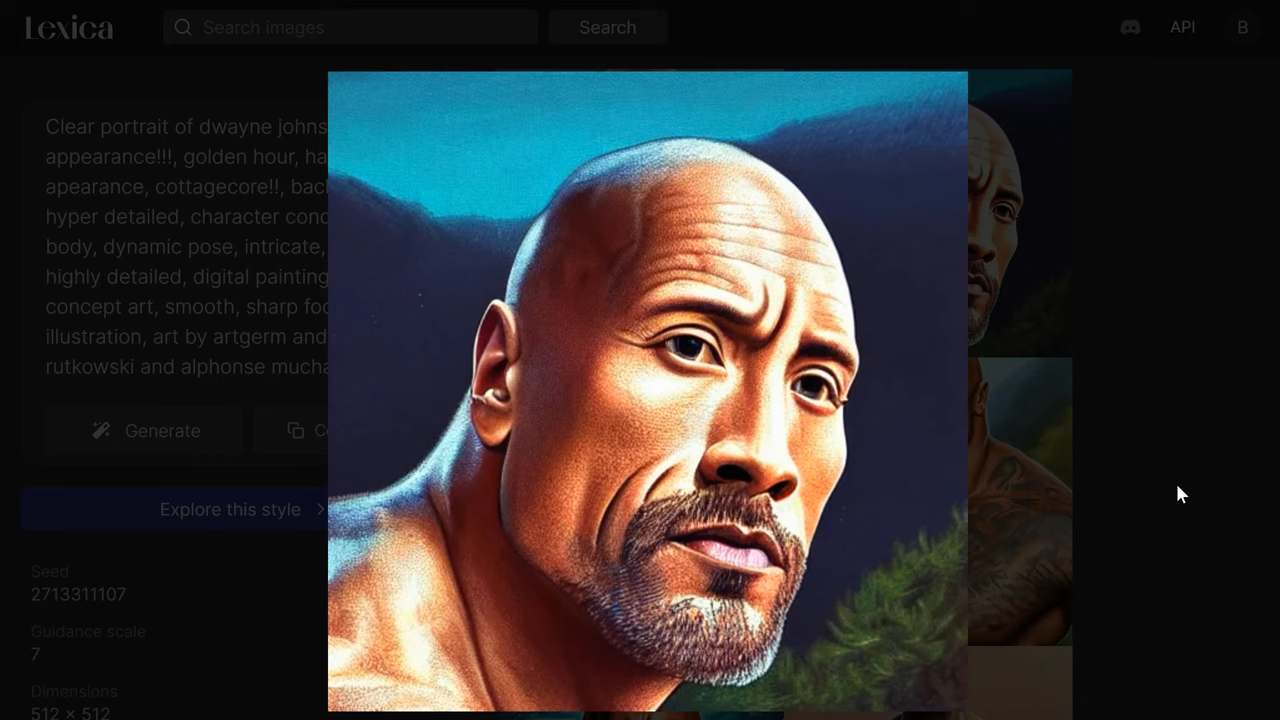 Lexica
Search images
Search
API
B
Clear portrait of dwayne johns
appearance!!!, golden hour, ha
apearance, cottagecore!!, bac
hyper detailed, character conc
body, dynamic pose, intricate,
highly detailed, digital painting
concept art, smooth, sharp foc
illustration, art by artgerm and
rutkowski and alphonse mucha
Generate
Explore this style
Seed
2713311107
Guidance scale
7
Dimensions
512 × 512